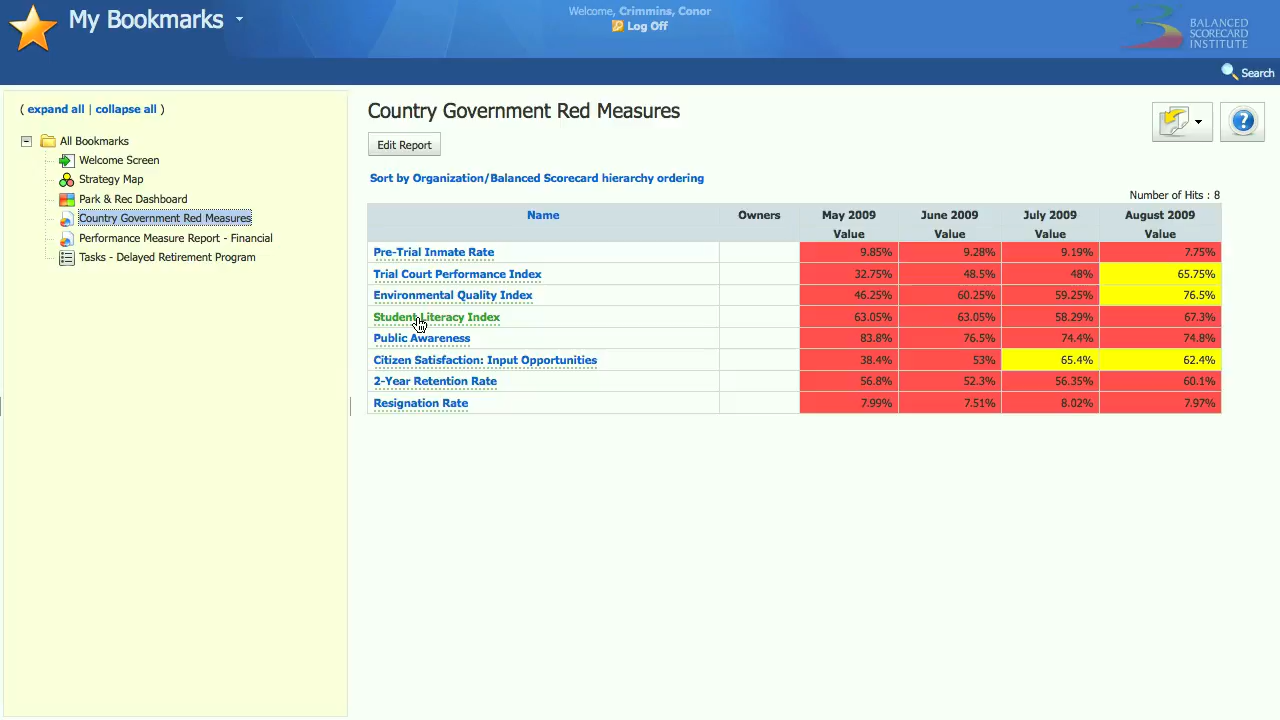 My Bookmarks
Welcome, Crimmins, Conor
Log Off
BALANCED
SCORECARD
INSTITUTE
Search
( expand all | collapse all )
All Bookmarks
Welcome Screen
Strategy Map
Park & Rec Dashboard
Country Government Red Measures
Performance Measure Report - Financial
Tasks - Delayed Retirement Program
Country Government Red Measures
Edit Report
Sort by Organization/Balanced Scorecard hierarchy ordering
Number of Hits : 8
Name Owners May 2009 June 2009 July 2009 August 2009
Value Value Value Value
Pre-Trial Inmate Rate 9.85% 9.28% 9.19% 7.75%
Trial Court Performance Index 32.75% 48.5% 48% 65.75%
Environmental Quality Index 46.25% 60.25% 59.25% 76.5%
Student Literacy Index 63.05% 63.05% 58.29% 67.3%
Public Awareness 83.8% 76.5% 74.4% 74.8%
Citizen Satisfaction: Input Opportunities 38.4% 53% 65.4% 62.4%
2-Year Retention Rate 56.8% 52.3% 56.35% 60.1%
Resignation Rate 7.99% 7.51% 8.02% 7.97%